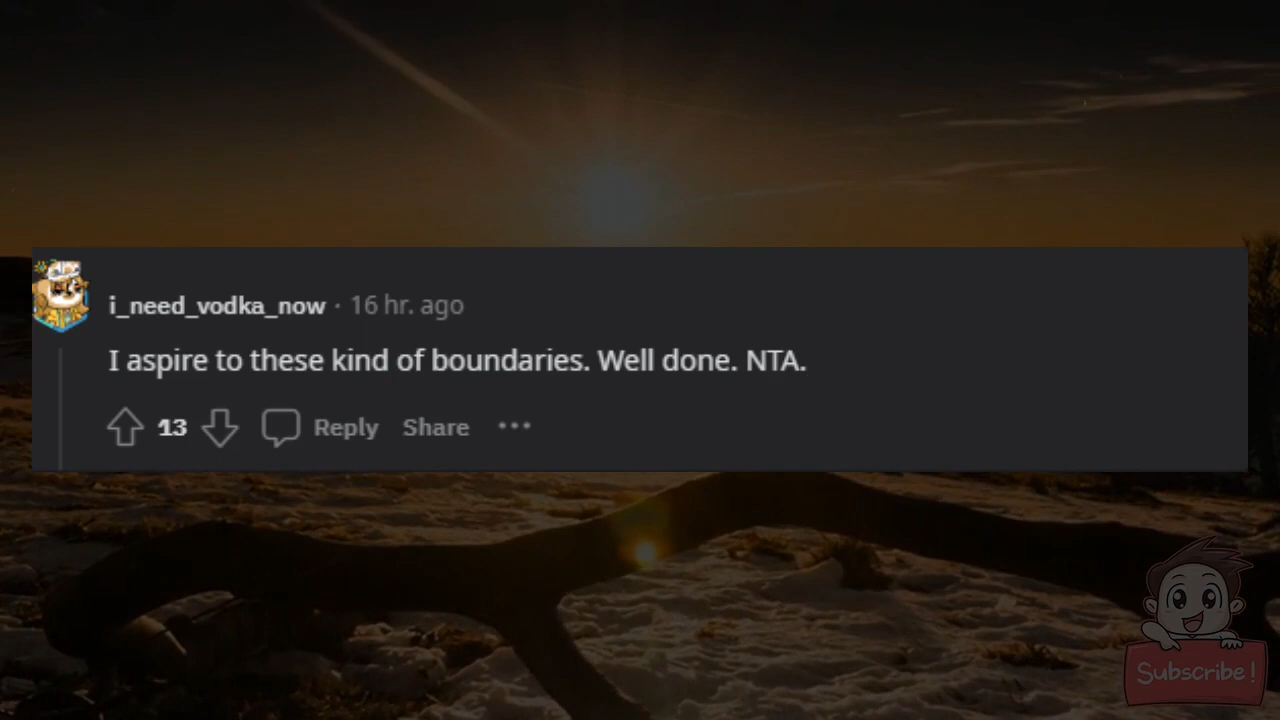 i_need_vodka_now · 16 hr. ago
I aspire to these kind of boundaries. Well done. NTA.
13 Reply Share ...
Subscribe!